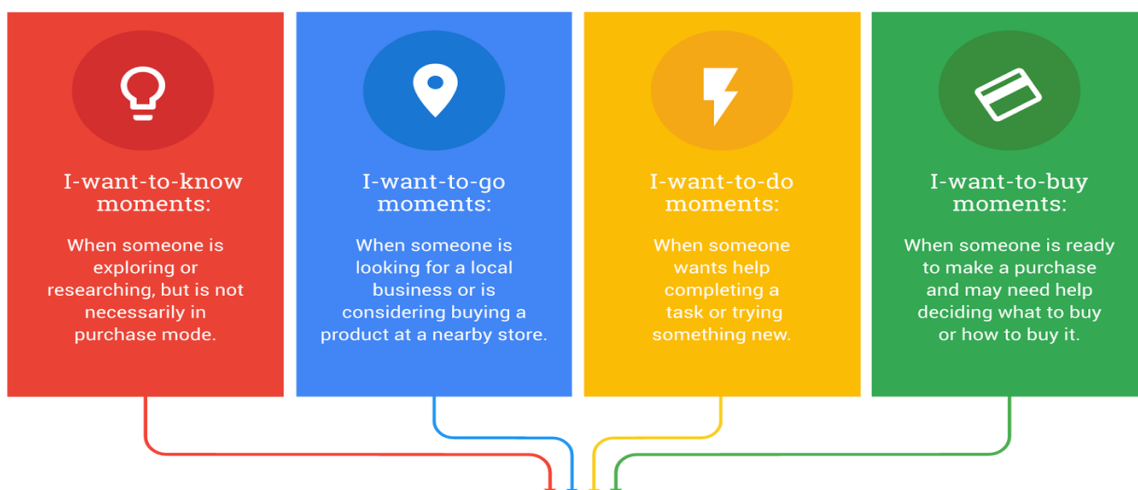 I-want-to-know
moments:
When someone is
exploring or
researching, but is not
necessarily in
purchase mode.
I-want-to-go
moments:
When someone is
looking for a local
business or is
considering buying a
product at a nearby store.
I-want-to-do
moments:
When someone
wants help
completing a
task or trying
something new.
I-want-to-buy
moments:
When someone is ready
to make a purchase
and may need help
deciding what to buy
or how to buy it.